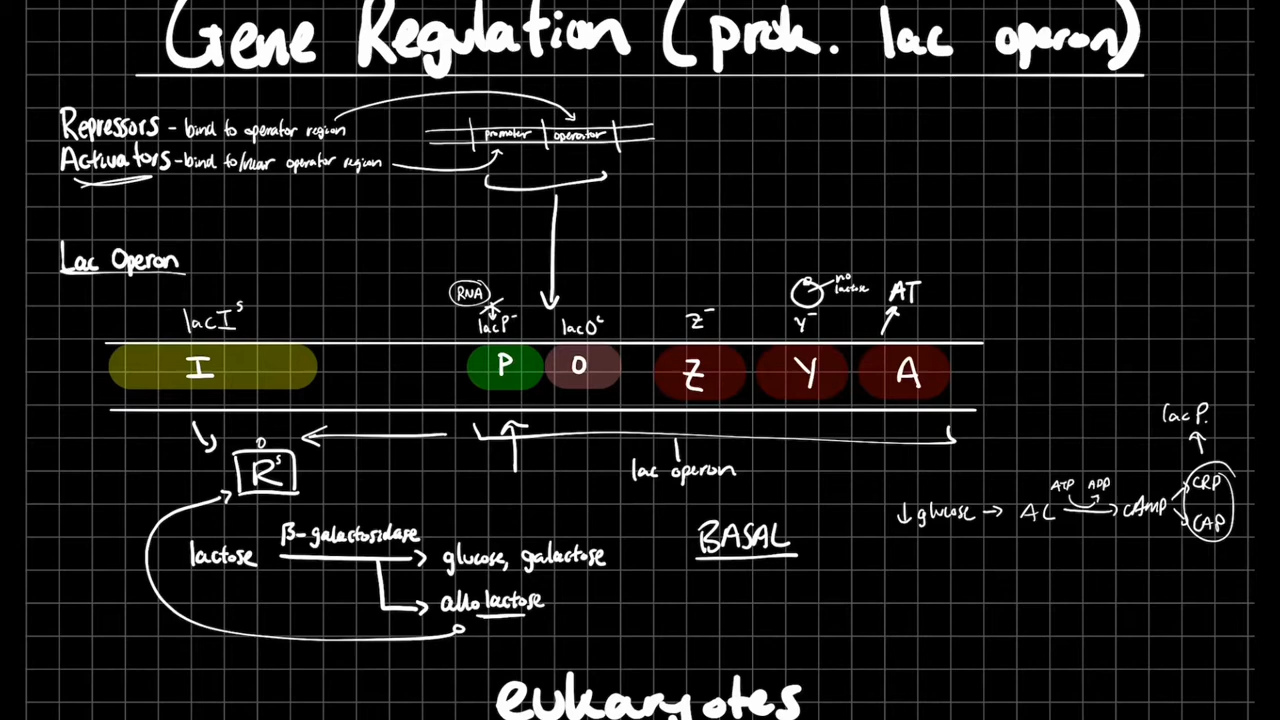 Gene Regulation (prok. lac operon)
Repressors - bind to operator region
promoter operator
Activators - bind to/near operator region
Lac Operon
RNA
no lactose
AT
lacI^s
lacP^-
lacO^c
Z^-
Y^-
I P O Z Y A
lac P.
R^s
lac operon
CRP
ATP ADP
↓ glucose → AC → cAMP
CAP
β-galactosidase
BASAL
lactose → glucose, galactose
allolactose
eukaryotes